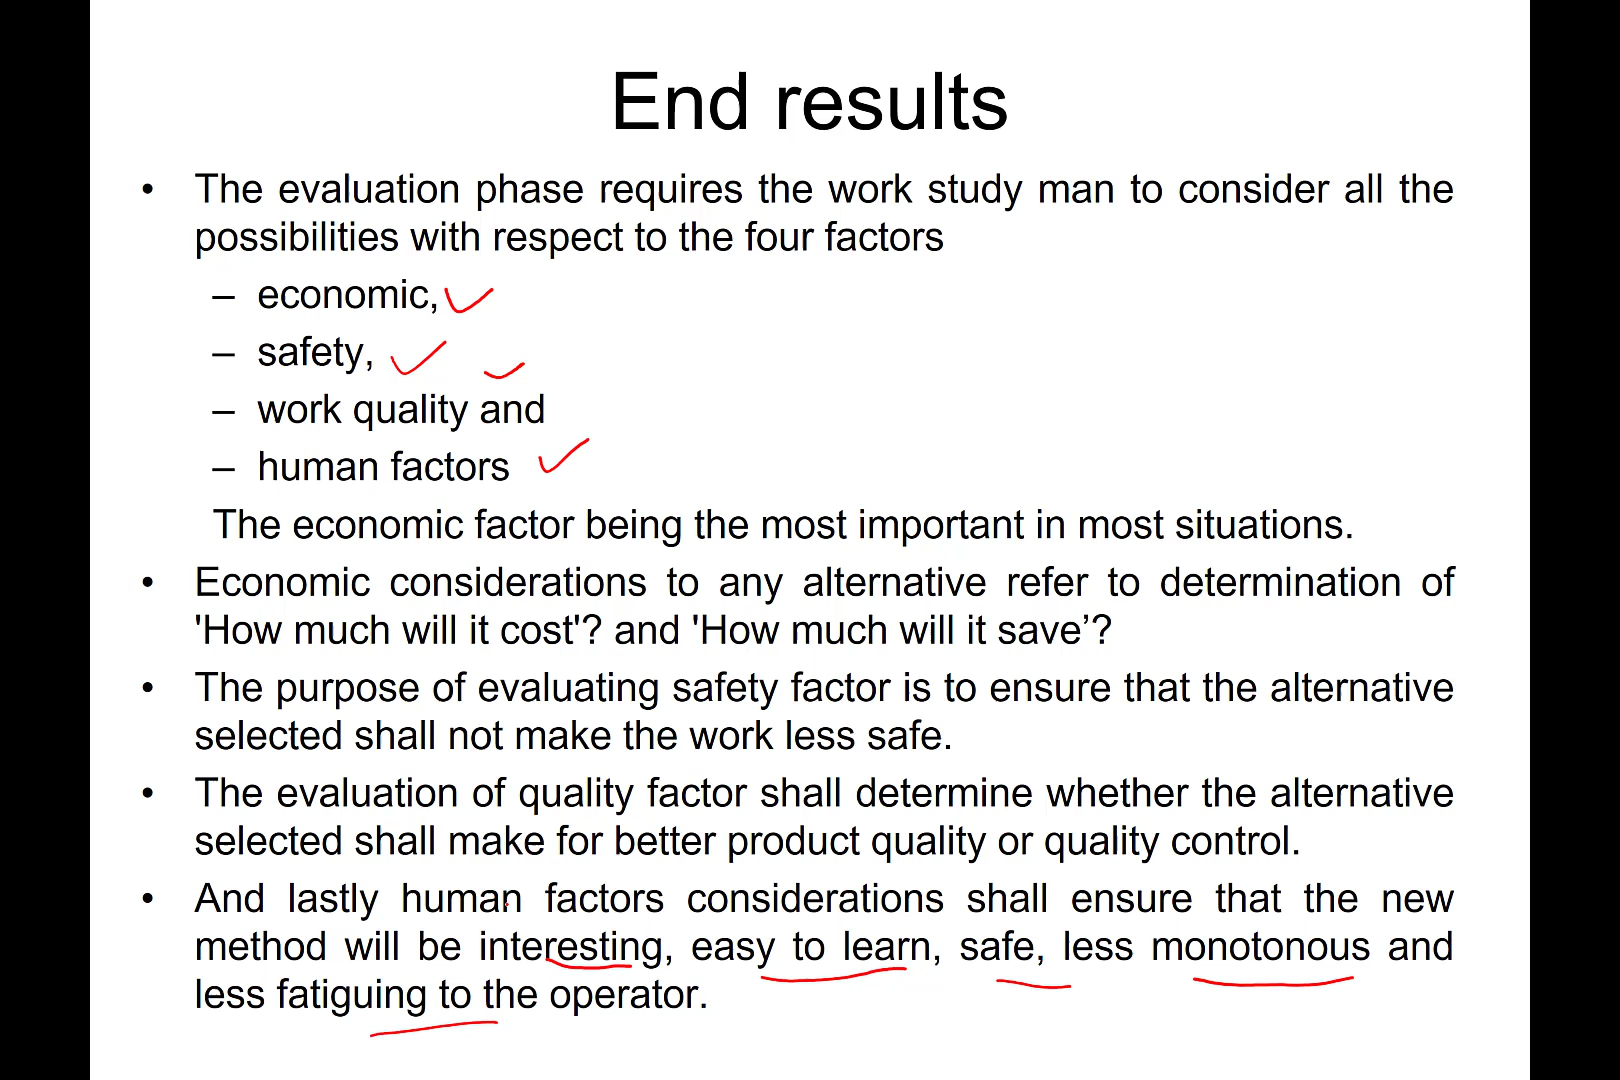 End results
• The evaluation phase requires the work study man to consider all the
possibilities with respect to the four factors
– economic,
– safety,
– work quality and
– human factors
The economic factor being the most important in most situations.
• Economic considerations to any alternative refer to determination of
'How much will it cost'? and 'How much will it save’?
• The purpose of evaluating safety factor is to ensure that the alternative
selected shall not make the work less safe.
• The evaluation of quality factor shall determine whether the alternative
selected shall make for better product quality or quality control.
• And lastly human factors considerations shall ensure that the new
method will be interesting, easy to learn, safe, less monotonous and
less fatiguing to the operator.